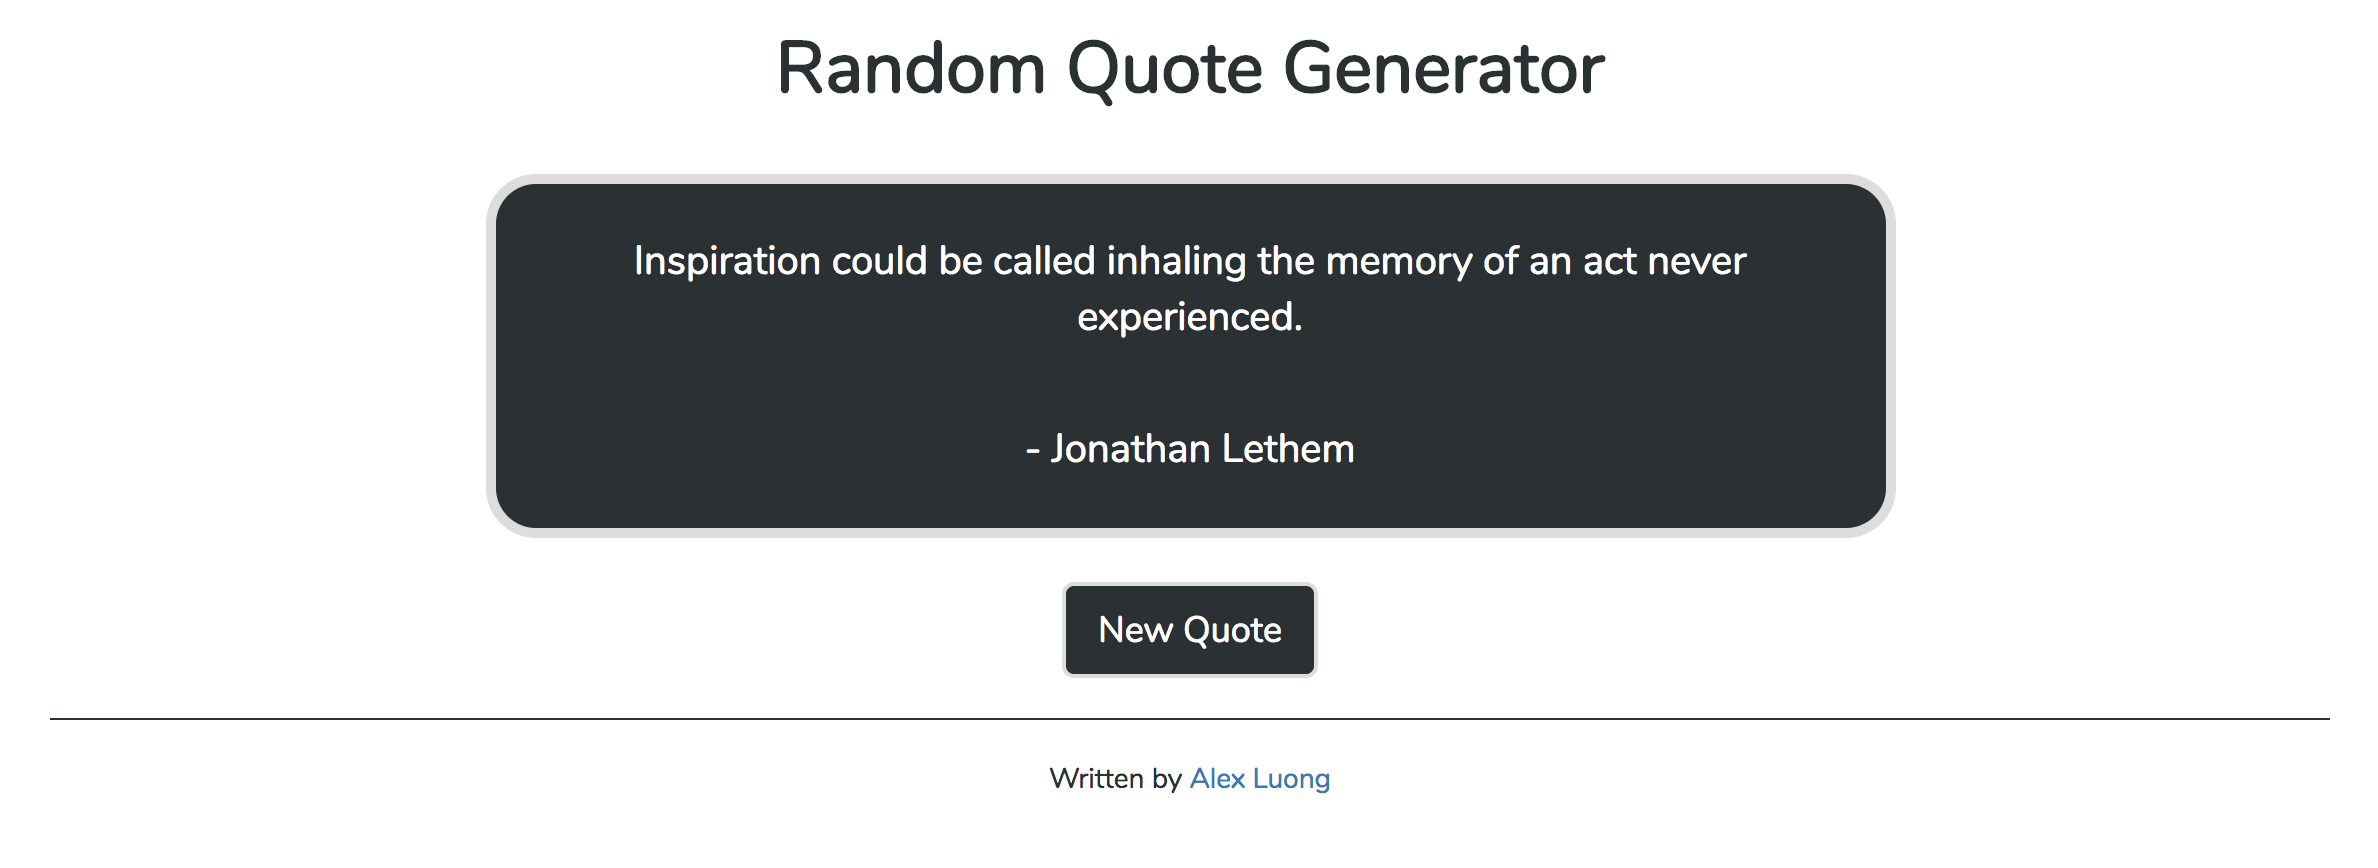 Random Quote Generator
Inspiration could be called inhaling the memory of an act never
experienced.
- Jonathan Lethem
New Quote
Written by Alex Luong